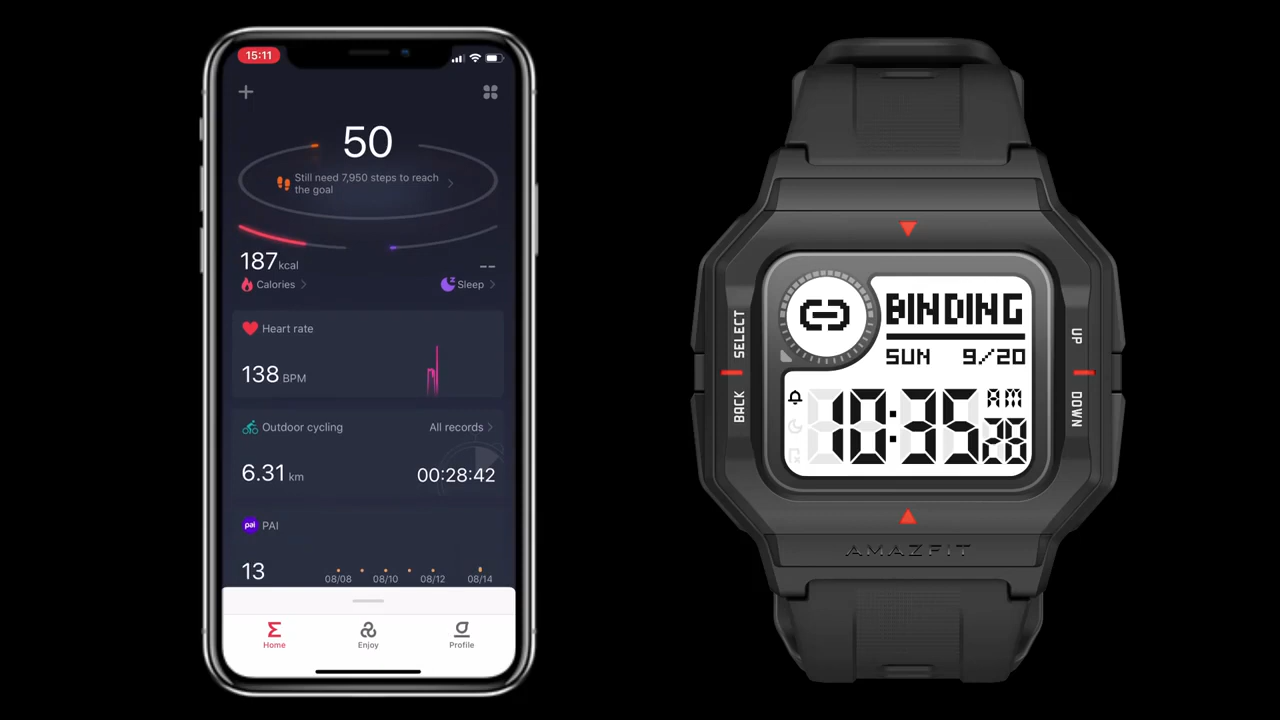 15:11
50
Still need 7,950 steps to reach
the goal
187 kcal
--
Calories
Sleep
Heart rate
138 BPM
Outdoor cycling
All records
6.31 km
00:28:42
pai PAI
13
08/08
08/10
08/12
08/14
Home
Enjoy
Profile
SELECT
BACK
UP
DOWN
BINDING
SUN 9/20
10:35 AM
28
AMAZFIT